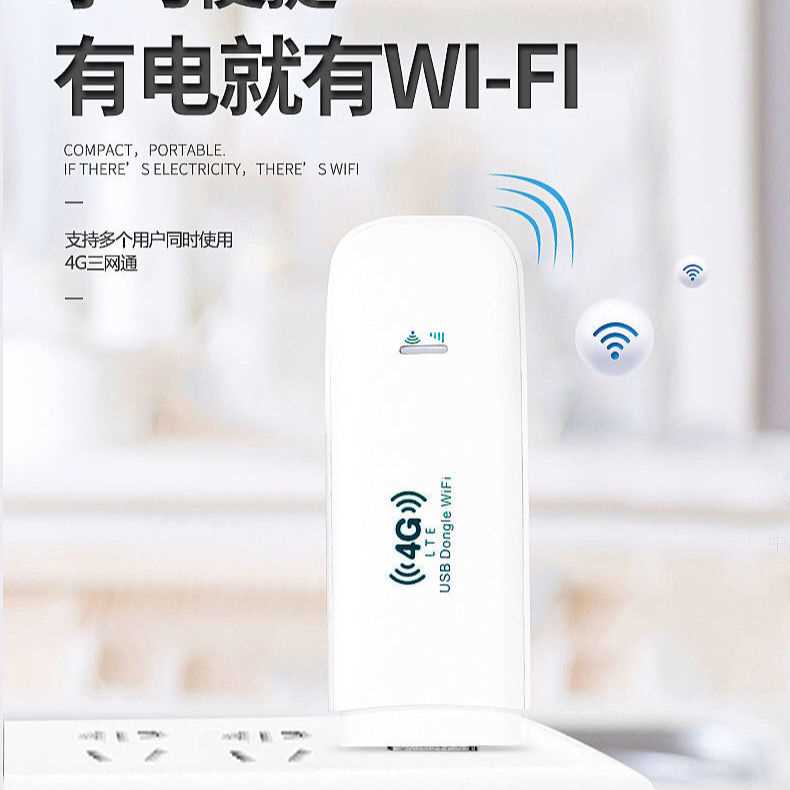 有电就有WI-FI
COMPACT, PORTABLE.
IF THERE'S ELECTRICITY, THERE'S WIFI
支持多个用户同时使用
4G三网通
4G
LTE
USB Dongle WiFi